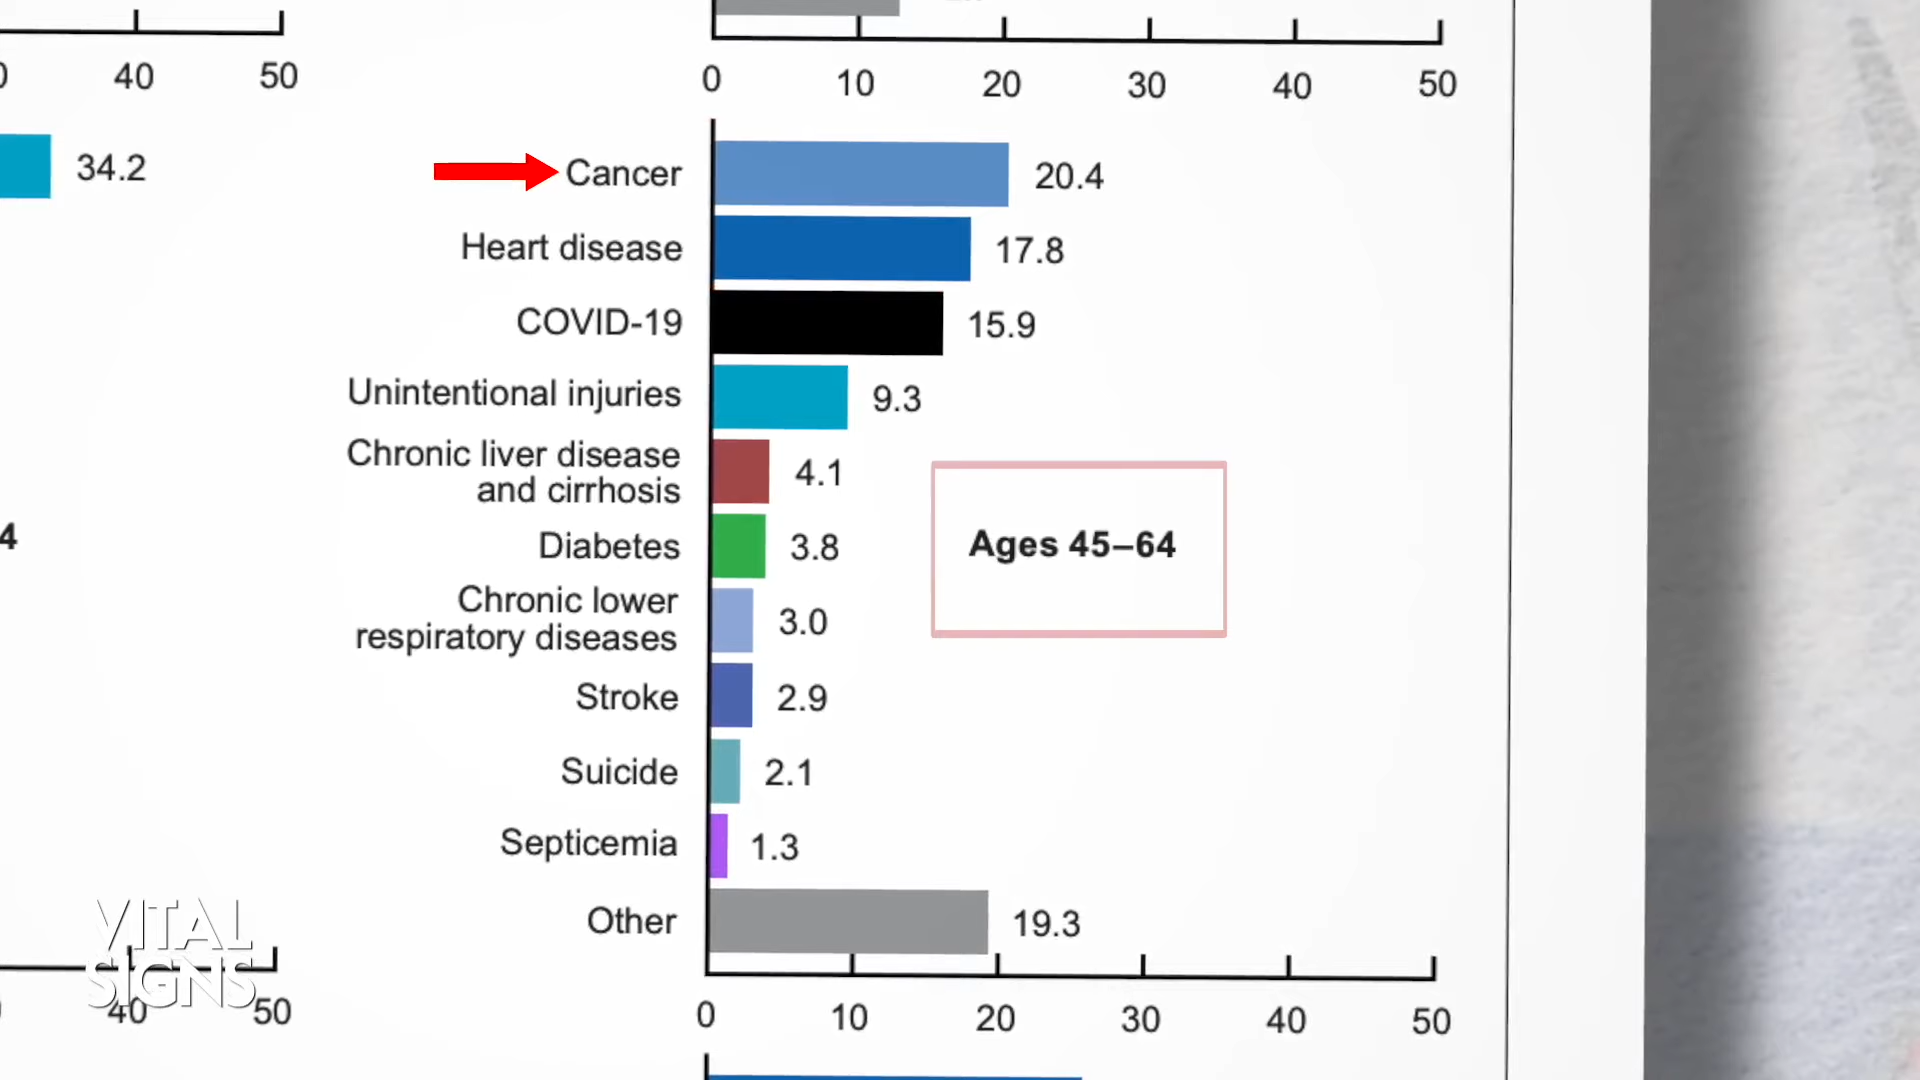 40 50
0 10 20 30 40 50
34.2
Cancer 20.4
Heart disease 17.8
COVID-19 15.9
Unintentional injuries 9.3
Chronic liver disease
and cirrhosis 4.1
Ages 45–64
4
Diabetes 3.8
Chronic lower
respiratory diseases 3.0
Stroke 2.9
Suicide 2.1
Septicemia 1.3
Other 19.3
VITAL
SIGNS
40 50
0 10 20 30 40 50